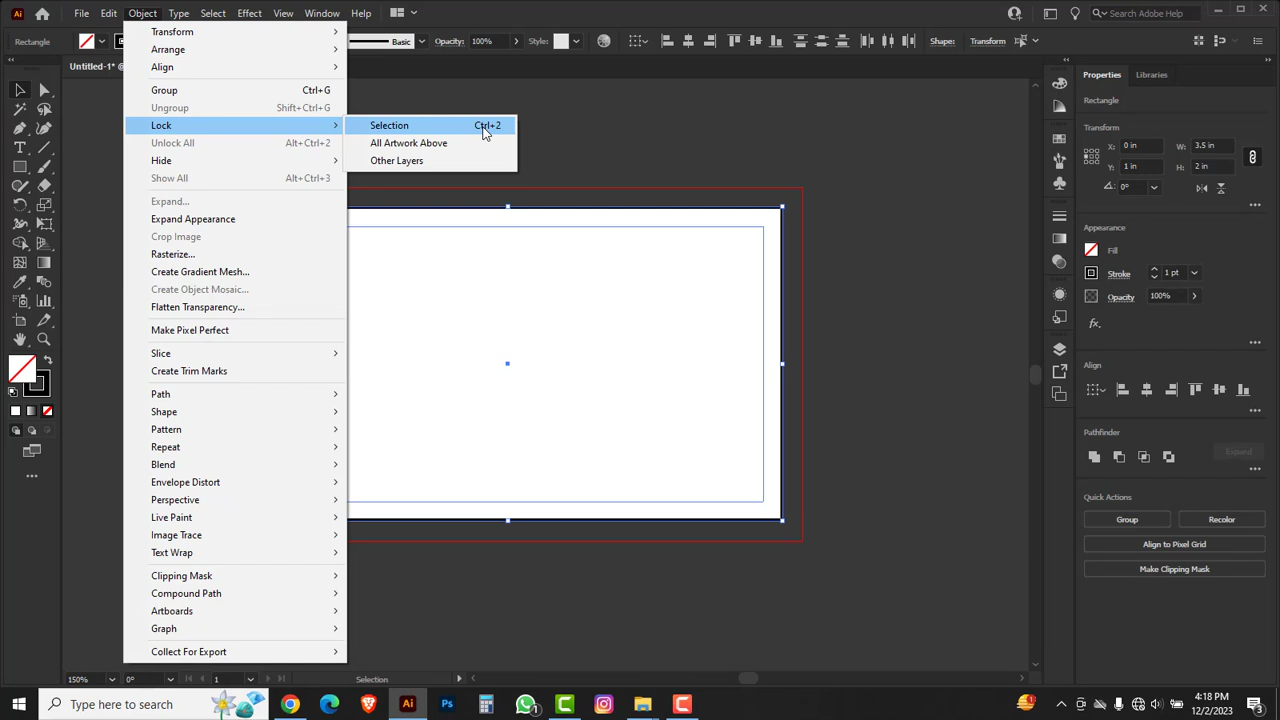 Ai File Edit Object Type Select Effect View Window Help
Search Adobe Help
Rectangle Basic Opacity: 100% Style: Shape: Transform
Untitled-1* @
Transform
Arrange
Align
Group Ctrl+G
Ungroup Shift+Ctrl+G
Lock
Unlock All Alt+Ctrl+2
Hide
Show All Alt+Ctrl+3
Expand...
Expand Appearance
Crop Image
Rasterize...
Create Gradient Mesh...
Create Object Mosaic...
Flatten Transparency...
Make Pixel Perfect
Slice
Create Trim Marks
Path
Shape
Pattern
Repeat
Blend
Envelope Distort
Perspective
Live Paint
Image Trace
Text Wrap
Clipping Mask
Compound Path
Artboards
Graph
Collect For Export
Selection Ctrl+2
All Artwork Above
Other Layers
Properties Libraries
Rectangle
Transform
X: 0 in W: 3.5 in
Y: 1 in H: 2 in
0°
Appearance
Fill
Stroke 1 pt
Opacity 100%
fx.
Align
Pathfinder
Expand
Quick Actions
Group Recolor
Align to Pixel Grid
Make Clipping Mask
150% 0° 1 Selection
Type here to search
Ai Ps 1
4:18 PM
12/2/2023